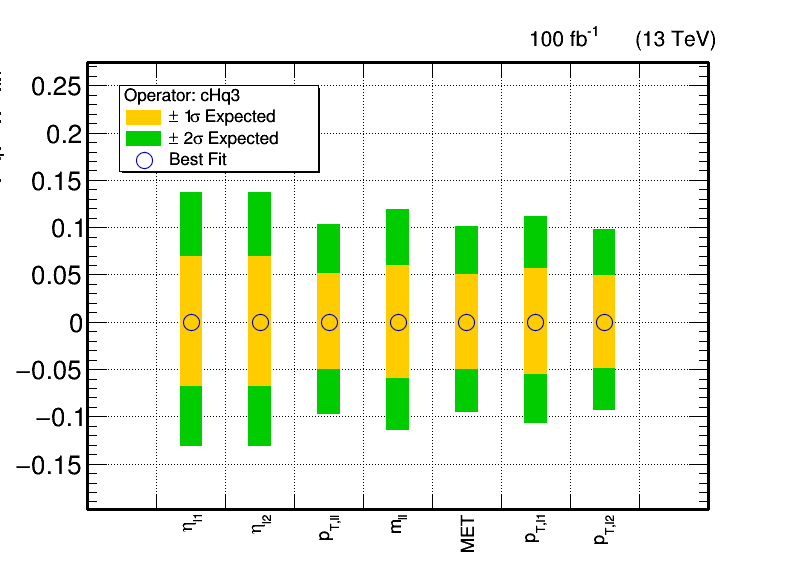 100 fb⁻¹ (13 TeV)
0.25
0.2
0.15
0.1
0.05
0
−0.05
−0.1
−0.15
Operator: cHq3
± 1σ Expected
± 2σ Expected
Best Fit
η_l1 η_l2 p_T,ll m_ll MET p_T,l1 p_T,l2